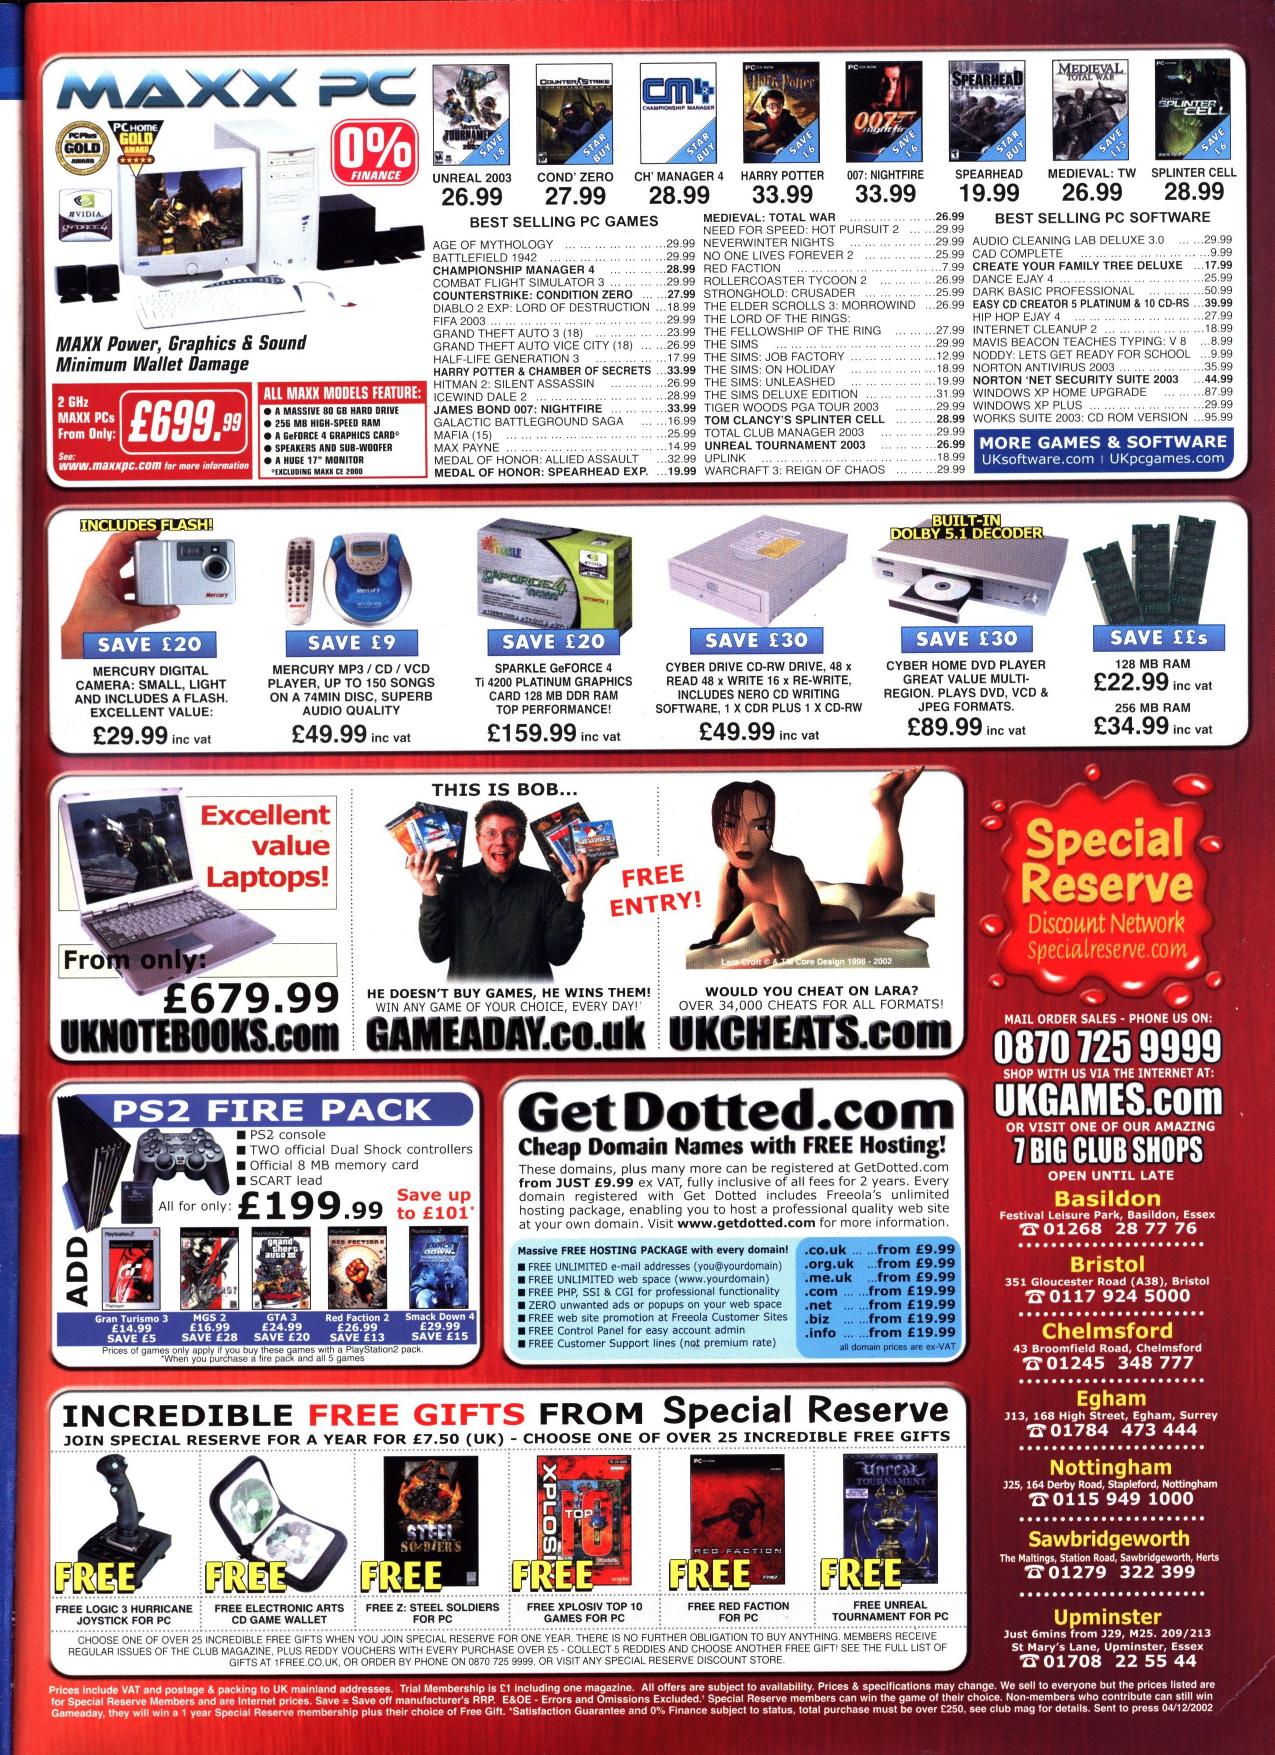 MAXX PC
PCPlus
GOLD
AWARD
PC HOME
GOLD
AWARD
0%
FINANCE
NVIDIA
GFORCE4
MAXX Power, Graphics & Sound
Minimum Wallet Damage
2 GHz
MAXX PCs
From Only:
£699.99
See:
www.maxxpc.com for more information
ALL MAXX MODELS FEATURE:
● A MASSIVE 80 GB HARD DRIVE
● 256 MB HIGH-SPEED RAM
● A GeFORCE 4 GRAPHICS CARD*
● SPEAKERS AND SUB-WOOFER
● A HUGE 17" MONITOR
*EXCLUDING MAXX CE 2000
UNREAL 2003
26.99
COND' ZERO
27.99
CH' MANAGER 4
28.99
HARRY POTTER
33.99
007: NIGHTFIRE
33.99
SPEARHEAD
19.99
MEDIEVAL: TW
26.99
SPLINTER CELL
28.99
BEST SELLING PC GAMES
AGE OF MYTHOLOGY ... 29.99
BATTLEFIELD 1942 ... 29.99
CHAMPIONSHIP MANAGER 4 ... 28.99
COMBAT FLIGHT SIMULATOR 3 ... 29.99
COUNTERSTRIKE: CONDITION ZERO ... 27.99
DIABLO 2 EXP: LORD OF DESTRUCTION ... 18.99
FIFA 2003 ... 29.99
GRAND THEFT AUTO 3 (18) ... 23.99
GRAND THEFT AUTO VICE CITY (18) ... 26.99
HALF-LIFE GENERATION 3 ... 17.99
HARRY POTTER & CHAMBER OF SECRETS ... 33.99
HITMAN 2: SILENT ASSASSIN ... 26.99
ICEWIND DALE 2 ... 28.99
JAMES BOND 007: NIGHTFIRE ... 33.99
GALACTIC BATTLEGROUND SAGA ... 16.99
MAFIA (15) ... 25.99
MAX PAYNE ... 14.99
MEDAL OF HONOR: ALLIED ASSAULT ... 32.99
MEDAL OF HONOR: SPEARHEAD EXP. ... 19.99
MEDIEVAL: TOTAL WAR ... 26.99
NEED FOR SPEED: HOT PURSUIT 2 ... 29.99
NEVERWINTER NIGHTS ... 29.99
NO ONE LIVES FOREVER 2 ... 25.99
RED FACTION ... 7.99
ROLLERCOASTER TYCOON 2 ... 26.99
STRONGHOLD: CRUSADER ... 25.99
THE ELDER SCROLLS 3: MORROWIND ... 26.99
THE LORD OF THE RINGS:
THE FELLOWSHIP OF THE RING ... 27.99
THE SIMS ... 29.99
THE SIMS: JOB FACTORY ... 12.99
THE SIMS: ON HOLIDAY ... 18.99
THE SIMS: UNLEASHED ... 19.99
THE SIMS DELUXE EDITION ... 31.99
TIGER WOODS PGA TOUR 2003 ... 29.99
TOM CLANCY'S SPLINTER CELL ... 28.99
TOTAL CLUB MANAGER 2003 ... 29.99
UNREAL TOURNAMENT 2003 ... 26.99
UPLINK ... 18.99
WARCRAFT 3: REIGN OF CHAOS ... 29.99
BEST SELLING PC SOFTWARE
AUDIO CLEANING LAB DELUXE 3.0 ... 29.99
CAD COMPLETE ... 9.99
CREATE YOUR FAMILY TREE DELUXE ... 17.99
DANCE EJAY 4 ... 25.99
DARK BASIC PROFESSIONAL ... 50.99
EASY CD CREATOR 5 PLATINUM & 10 CD-RS ... 39.99
HIP HOP EJAY 4 ... 27.99
INTERNET CLEANUP 2 ... 18.99
MAVIS BEACON TEACHES TYPING: V 8 ... 8.99
NODDY: LETS GET READY FOR SCHOOL ... 9.99
NORTON ANTIVIRUS 2003 ... 35.99
NORTON 'NET SECURITY SUITE 2003 ... 44.99
WINDOWS XP HOME UPGRADE ... 87.99
WINDOWS XP PLUS ... 29.99
WORKS SUITE 2003: CD ROM VERSION ... 95.99
MORE GAMES & SOFTWARE
UKsoftware.com | UKpcgames.com
INCLUDES FLASH!
SAVE £20
MERCURY DIGITAL
CAMERA: SMALL, LIGHT
AND INCLUDES A FLASH.
EXCELLENT VALUE:
£29.99 inc vat
SAVE £9
MERCURY MP3 / CD / VCD
PLAYER, UP TO 150 SONGS
ON A 74MIN DISC, SUPERB
AUDIO QUALITY
£49.99 inc vat
SAVE £20
SPARKLE GeFORCE 4
Ti 4200 PLATINUM GRAPHICS
CARD 128 MB DDR RAM
TOP PERFORMANCE!
£159.99 inc vat
SAVE £30
CYBER DRIVE CD-RW DRIVE, 48 x
READ 48 x WRITE 16 x RE-WRITE,
INCLUDES NERO CD WRITING
SOFTWARE, 1 X CDR PLUS 1 X CD-RW
£49.99 inc vat
BUILT-IN
DOLBY 5.1 DECODER
SAVE £30
CYBER HOME DVD PLAYER
GREAT VALUE MULTI-
REGION. PLAYS DVD, VCD &
JPEG FORMATS.
£89.99 inc vat
SAVE ££s
128 MB RAM
£22.99 inc vat
256 MB RAM
£34.99 inc vat
Excellent
value
Laptops!
From only:
£679.99
UKNOTEBOOKS.com
THIS IS BOB...
FREE
ENTRY!
HE DOESN'T BUY GAMES, HE WINS THEM!
WIN ANY GAME OF YOUR CHOICE, EVERY DAY!†
GAMEADAY.co.uk
Lara Croft © & TM Core Design 1998 - 2002
WOULD YOU CHEAT ON LARA?
OVER 34,000 CHEATS FOR ALL FORMATS!
UKCHEATS.com
Special
Reserve
Discount Network
Specialreserve.com
MAIL ORDER SALES - PHONE US ON:
0870 725 9999
SHOP WITH US VIA THE INTERNET AT:
UKGAMES.com
OR VISIT ONE OF OUR AMAZING
7 BIG CLUB SHOPS
OPEN UNTIL LATE
Basildon
Festival Leisure Park, Basildon, Essex
☎ 01268 28 77 76
Bristol
351 Gloucester Road (A38), Bristol
☎ 0117 924 5000
Chelmsford
43 Broomfield Road, Chelmsford
☎ 01245 348 777
Egham
J13, 168 High Street, Egham, Surrey
☎ 01784 473 444
Nottingham
J25, 164 Derby Road, Stapleford, Nottingham
☎ 0115 949 1000
Sawbridgeworth
The Maltings, Station Road, Sawbridgeworth, Herts
☎ 01279 322 399
Upminster
Just 6mins from J29, M25. 209/213
St Mary's Lane, Upminster, Essex
☎ 01708 22 55 44
PS2 FIRE PACK
■ PS2 console
■ TWO official Dual Shock controllers
■ Official 8 MB memory card
■ SCART lead
All for only: £199.99
Save up
to £101*
ADD
Gran Turismo 3
£14.99
SAVE £5
MGS 2
£16.99
SAVE £28
GTA 3
£24.99
SAVE £20
Red Faction 2
£26.99
SAVE £13
Smack Down 4
£29.99
SAVE £15
Prices of games only apply if you buy these games with a PlayStation2 pack.
*When you purchase a fire pack and all 5 games
GetDotted.com
Cheap Domain Names with FREE Hosting!
These domains, plus many more can be registered at GetDotted.com
from JUST £9.99 ex VAT, fully inclusive of all fees for 2 years. Every
domain registered with Get Dotted includes Freeola's unlimited
hosting package, enabling you to host a professional quality web site
at your own domain. Visit www.getdotted.com for more information.
Massive FREE HOSTING PACKAGE with every domain!
■ FREE UNLIMITED e-mail addresses (you@yourdomain)
■ FREE UNLIMITED web space (www.yourdomain)
■ FREE PHP, SSI & CGI for professional functionality
■ ZERO unwanted ads or popups on your web space
■ FREE web site promotion at Freeola Customer Sites
■ FREE Control Panel for easy account admin
■ FREE Customer Support lines (not premium rate)
.co.uk ... ...from £9.99
.org.uk ...from £9.99
.me.uk ...from £9.99
.com ... ...from £19.99
.net ... ...from £19.99
.biz ... ...from £19.99
.info ... ...from £19.99
all domain prices are ex-VAT
INCREDIBLE FREE GIFTS FROM Special Reserve
JOIN SPECIAL RESERVE FOR A YEAR FOR £7.50 (UK) - CHOOSE ONE OF OVER 25 INCREDIBLE FREE GIFTS
FREE
FREE LOGIC 3 HURRICANE
JOYSTICK FOR PC
FREE
FREE ELECTRONIC ARTS
CD GAME WALLET
FREE
FREE Z: STEEL SOLDIERS
FOR PC
FREE
FREE XPLOSIV TOP 10
GAMES FOR PC
FREE
FREE RED FACTION
FOR PC
FREE
FREE UNREAL
TOURNAMENT FOR PC
CHOOSE ONE OF OVER 25 INCREDIBLE FREE GIFTS WHEN YOU JOIN SPECIAL RESERVE FOR ONE YEAR. THERE IS NO FURTHER OBLIGATION TO BUY ANYTHING. MEMBERS RECEIVE
REGULAR ISSUES OF THE CLUB MAGAZINE, PLUS REDDY VOUCHERS WITH EVERY PURCHASE OVER £5 - COLLECT 5 REDDIES AND CHOOSE ANOTHER FREE GIFT! SEE THE FULL LIST OF
GIFTS AT 1FREE.CO.UK, OR ORDER BY PHONE ON 0870 725 9999, OR VISIT ANY SPECIAL RESERVE DISCOUNT STORE.
Prices include VAT and postage & packing to UK mainland addresses. Trial Membership is £1 including one magazine. All offers are subject to availability. Prices & specifications may change. We sell to everyone but the prices listed are
for Special Reserve Members and are Internet prices. Save = Save off manufacturer's RRP. E&OE - Errors and Omissions Excluded.† Special Reserve members can win the game of their choice. Non-members who contribute can still win
Gameaday, they will win a 1 year Special Reserve membership plus their choice of Free Gift. *Satisfaction Guarantee and 0% Finance subject to status, total purchase must be over £250, see club mag for details. Sent to press 04/12/2002